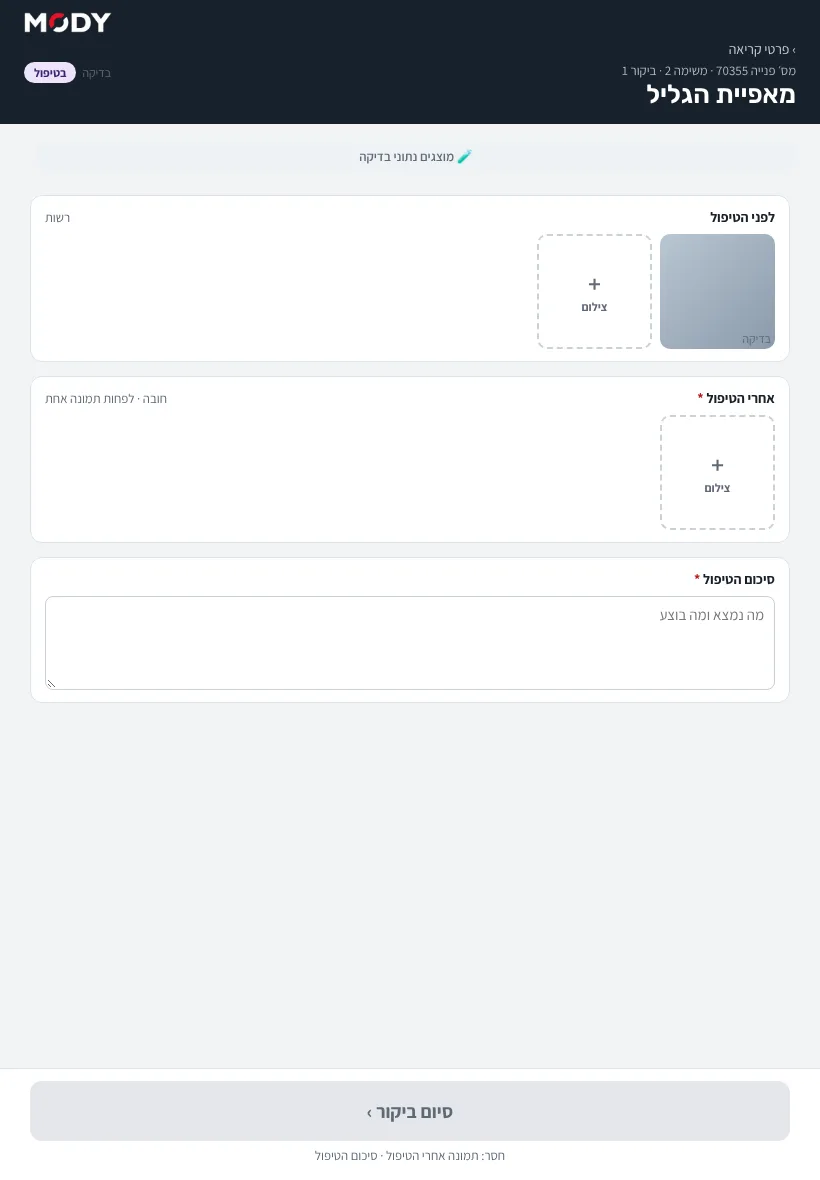 MODY
› פרטי קריאה
מס׳ פנייה 70355 · משימה 2 · ביקור 1
בדיקה
בטיפול
מאפיית הגליל
🧪 מוצגים נתוני בדיקה
לפני הטיפול
רשות
בדיקה
+
צילום
אחרי הטיפול *
חובה · לפחות תמונה אחת
+
צילום
סיכום הטיפול *
מה נמצא ומה בוצע
סיום ביקור ›
חסר: תמונה אחרי הטיפול · סיכום הטיפול